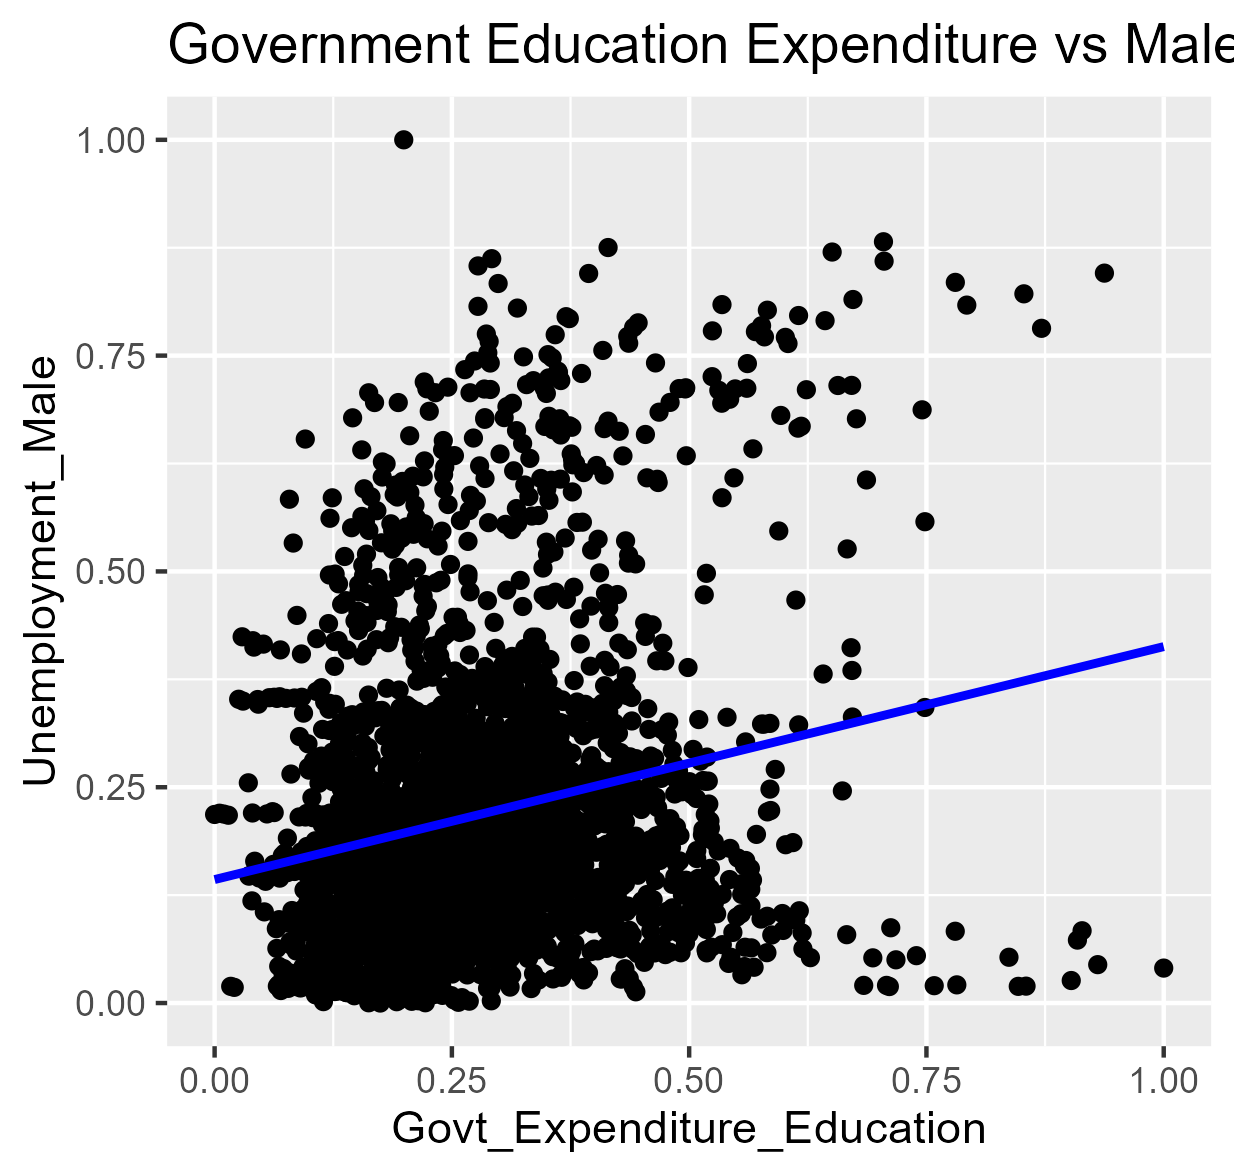 Government Education Expenditure vs Male
1.00
0.75
0.50
0.25
0.00
Unemployment_Male
0.00 0.25 0.50 0.75 1.00
Govt_Expenditure_Education